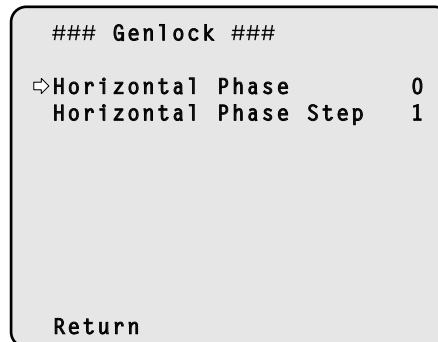 ### Genlock ###
⇨Horizontal Phase 0
Horizontal Phase Step 1
Return